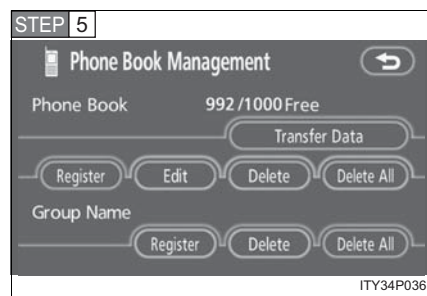 STEP 5
Phone Book Management
Phone Book 992/1000 Free
Transfer Data
Register Edit Delete Delete All
Group Name
Register Delete Delete All
ITY34P036